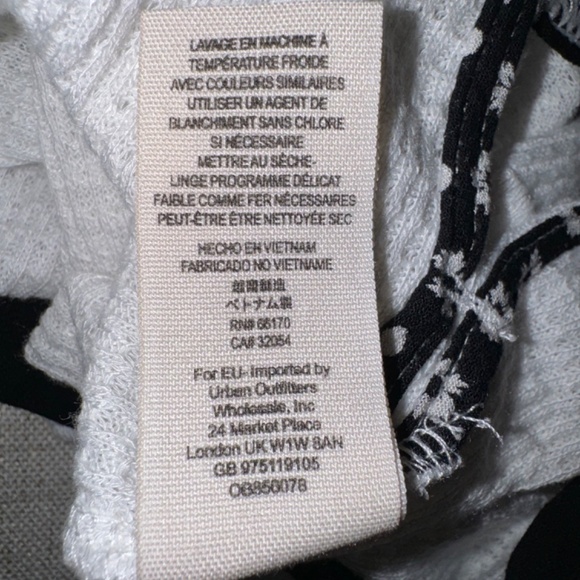 LAVAGE EN MACHINE À
TEMPÉRATURE FROIDE
AVEC COULEURS SIMILAIRES
UTILISER UN AGENT DE
BLANCHIMENT SANS CHLORE
SI NÉCESSAIRE
METTRE AU SÈCHE-
LINGE PROGRAMME DÉLICAT
FAIBLE COMME FER NÉCESSAIRES
PEUT-ÊTRE ÊTRE NETTOYÉE SEC
HECHO EN VIETNAM
FABRICADO NO VIETNAME
越南製造
ベトナム製
RN# 66170
CA# 32054
For EU- Imported by
Urban Outfitters
Wholesale, Inc
24 Market Place
London UK W1W 8AN
GB 975119105
OB850078